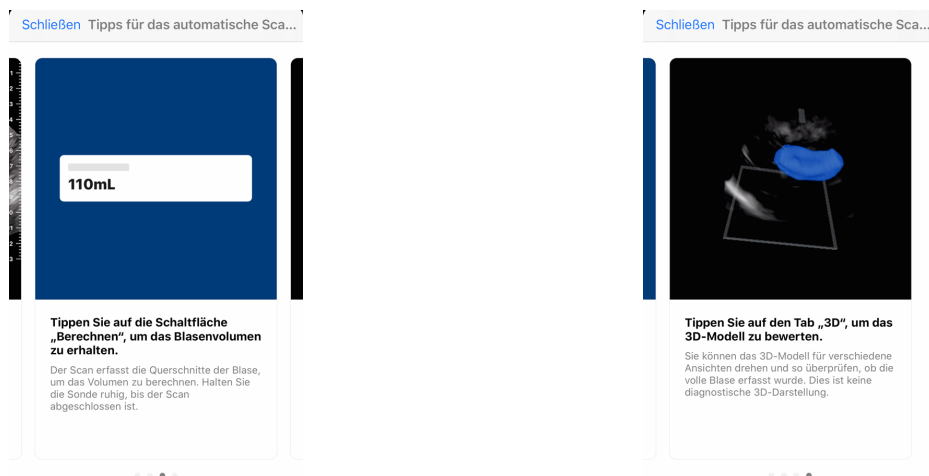 Schließen Tipps für das automatische Sca...
110mL
Tippen Sie auf die Schaltfläche
„Berechnen“, um das Blasenvolumen
zu erhalten.
Der Scan erfasst die Querschnitte der Blase,
um das Volumen zu berechnen. Halten Sie
die Sonde ruhig, bis der Scan
abgeschlossen ist.
Schließen Tipps für das automatische Sca...
Tippen Sie auf den Tab „3D“, um das
3D-Modell zu bewerten.
Sie können das 3D-Modell für verschiedene
Ansichten drehen und so überprüfen, ob die
volle Blase erfasst wurde. Dies ist keine
diagnostische 3D-Darstellung.